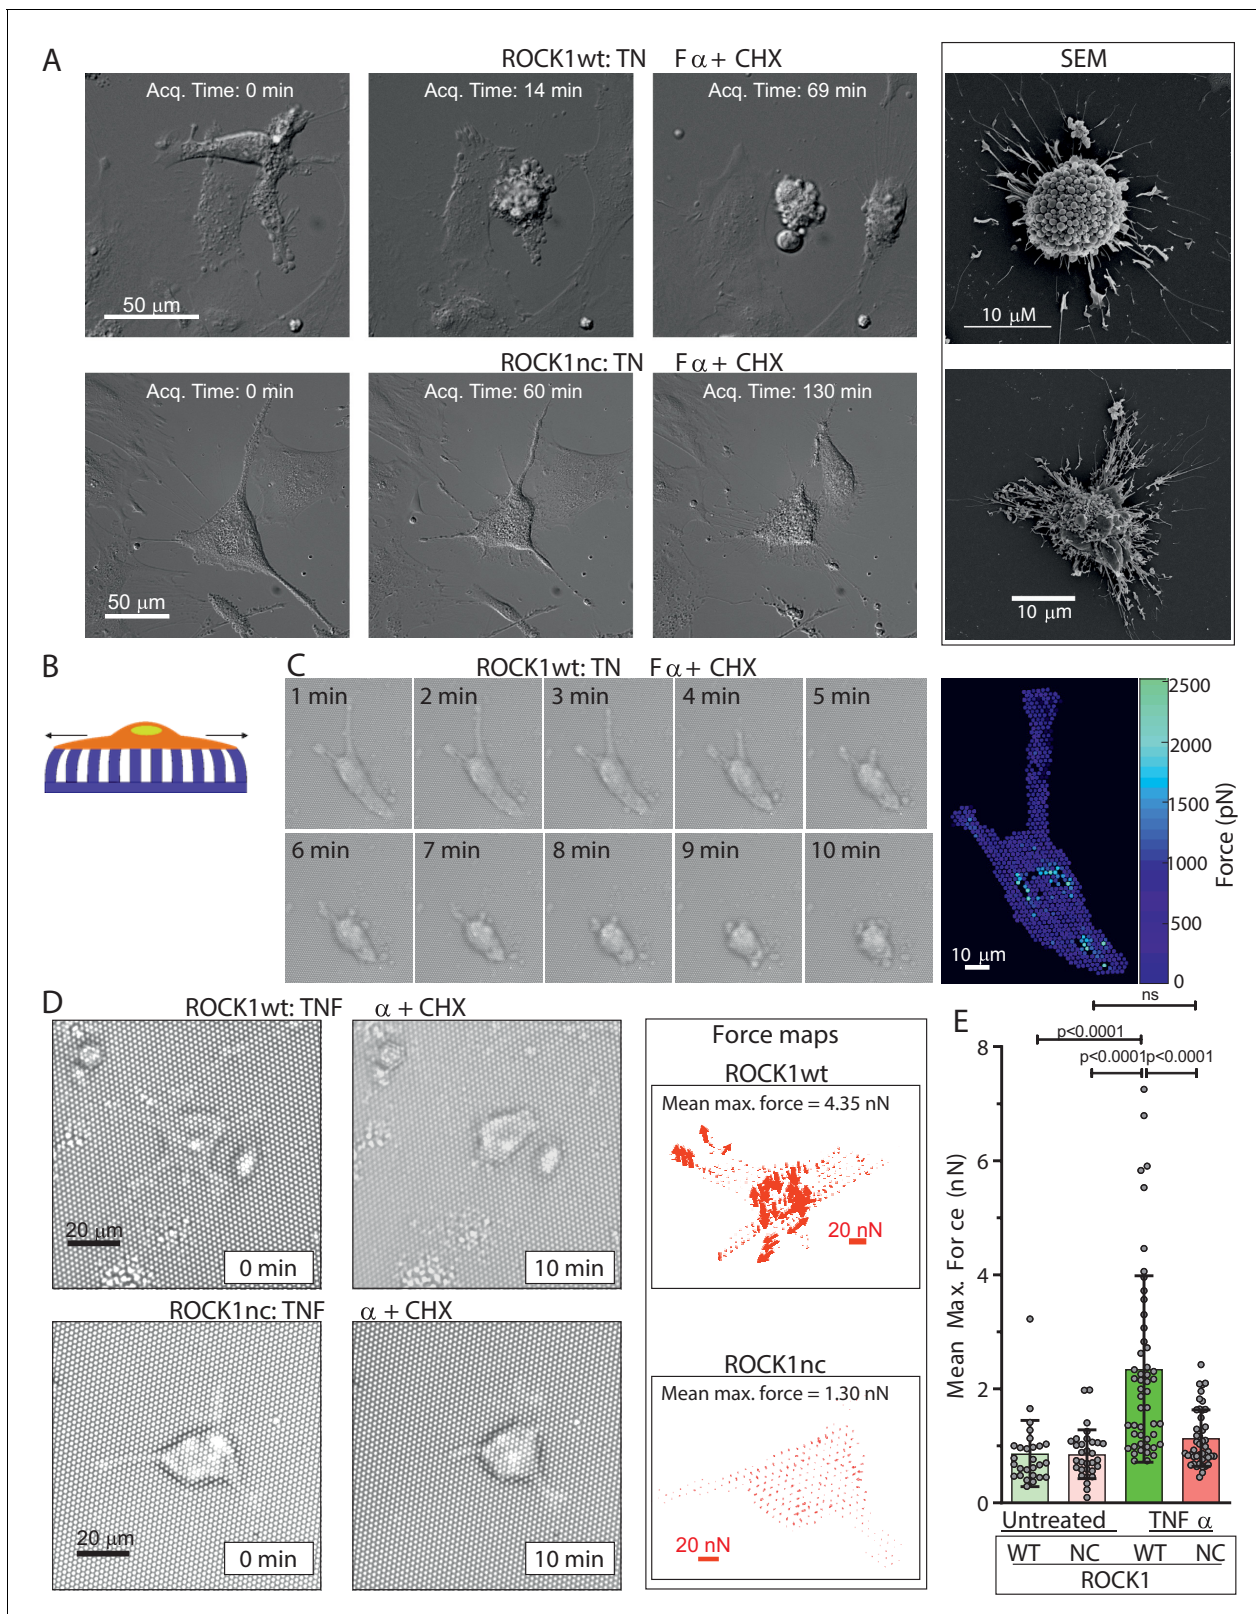 A
ROCK1wt: TN F α + CHX
SEM
Acq. Time: 0 min
Acq. Time: 14 min
Acq. Time: 69 min
50 µm
10 µM
ROCK1nc: TN F α + CHX
Acq. Time: 0 min
Acq. Time: 60 min
Acq. Time: 130 min
50 µm
10 µm
B
C
ROCK1wt: TN F α + CHX
1 min
2 min
3 min
4 min
5 min
6 min
7 min
8 min
9 min
10 min
10 µm
2500
2000
1500
1000
500
0
Force (pN)
D
ROCK1wt: TNF α + CHX
20 µm
0 min
10 min
ROCK1nc: TNF α + CHX
20 µm
0 min
10 min
Force maps
ROCK1wt
Mean max. force = 4.35 nN
20 nN
ROCK1nc
Mean max. force = 1.30 nN
20 nN
E
ns
p<0.0001
p<0.0001
p<0.0001
Mean Max. For ce (nN)
8
6
4
2
0
Untreated
TNF α
WT
NC
WT
NC
ROCK1